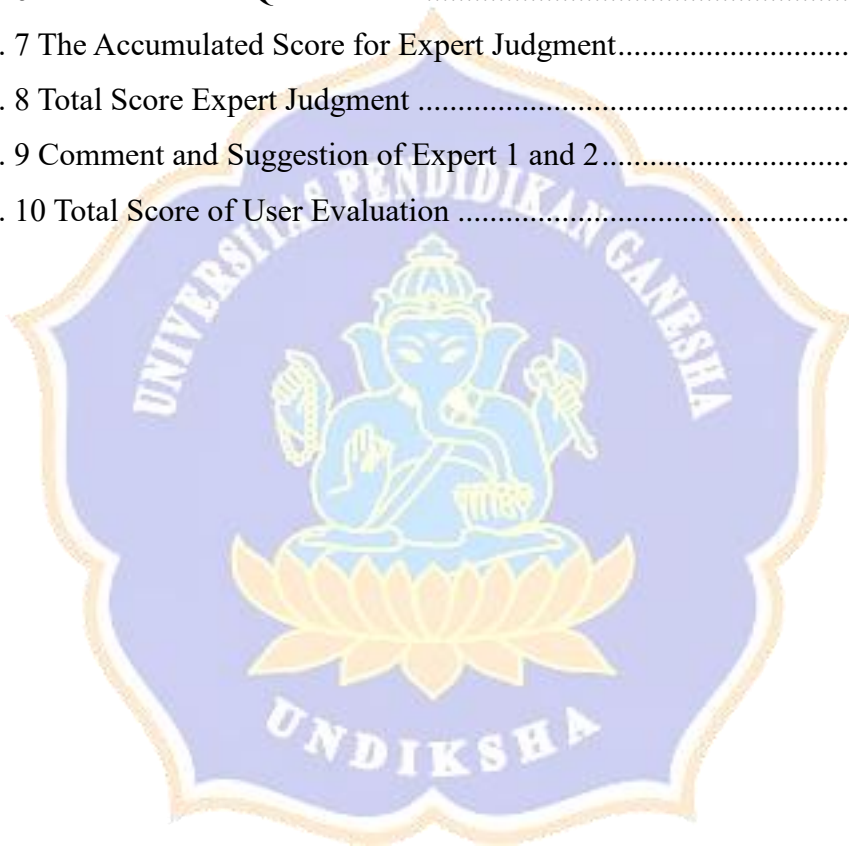 . 7 The Accumulated Score for Expert Judgment..............................
. 8 Total Score Expert Judgment ..........................................................
. 9 Comment and Suggestion of Expert 1 and 2................................
. 10 Total Score of User Evaluation ....................................................
UNIVERSITAS PENDIDIKAN GANESHA
UNDIKSHA